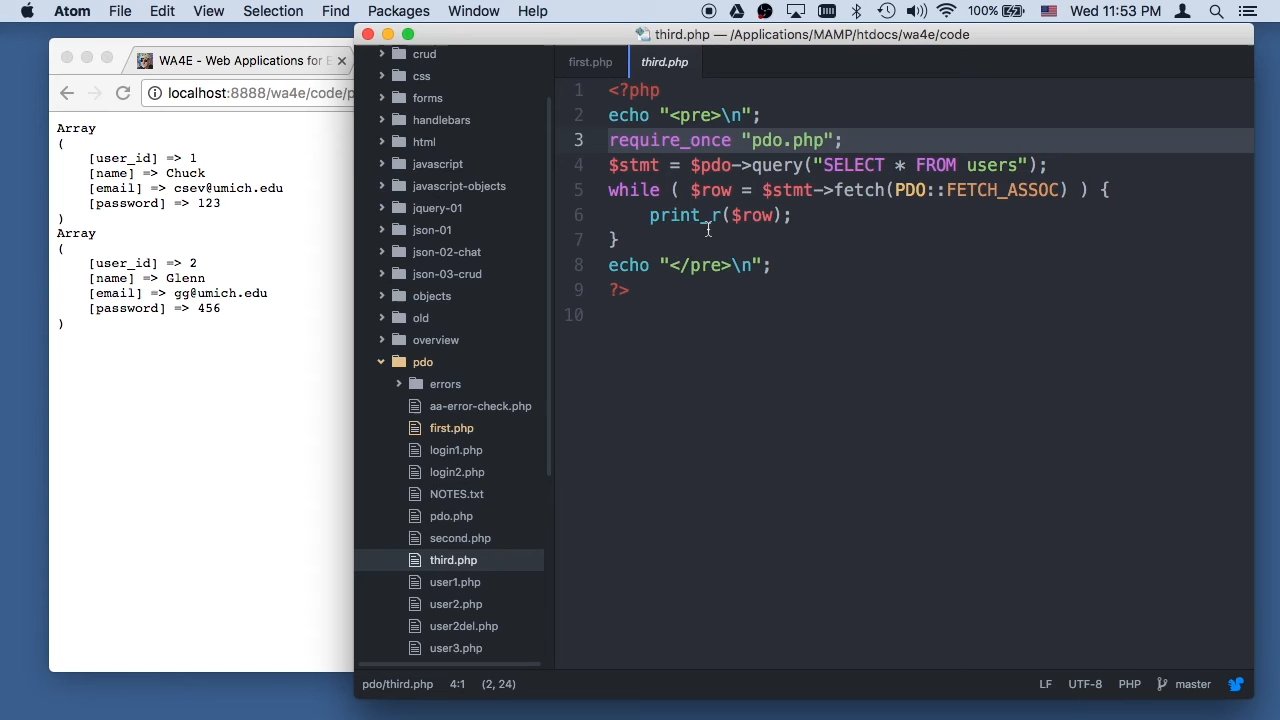 Atom File Edit View Selection Find Packages Window Help 100% Wed 11:53 PM
WA4E - Web Applications for E
localhost:8888/wa4e/code/p
Array
(
[user_id] => 1
[name] => Chuck
[email] => csev@umich.edu
[password] => 123
)
Array
(
[user_id] => 2
[name] => Glenn
[email] => gg@umich.edu
[password] => 456
)
third.php — /Applications/MAMP/htdocs/wa4e/code
crud
css
forms
handlebars
html
javascript
javascript-objects
jquery-01
json-01
json-02-chat
json-03-crud
objects
old
overview
pdo
errors
aa-error-check.php
first.php
login1.php
login2.php
NOTES.txt
pdo.php
second.php
third.php
user1.php
user2.php
user2del.php
user3.php
first.php third.php
1 <?php
2 echo "<pre>\n";
3 require_once "pdo.php";
4 $stmt = $pdo->query("SELECT * FROM users");
5 while ( $row = $stmt->fetch(PDO::FETCH_ASSOC) ) {
6 print_r($row);
7 }
8 echo "</pre>\n";
9 ?>
10
pdo/third.php 4:1 (2, 24) LF UTF-8 PHP master